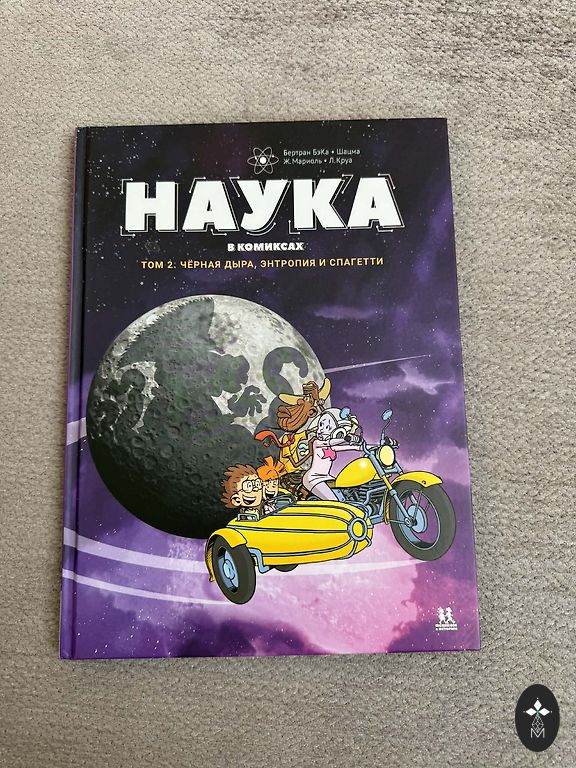 Бертран БэКа • Шацма
Ж. Мариоль • Л. Круа
НАУКА
В КОМИКСАХ
ТОМ 2. ЧЁРНАЯ ДЫРА, ЭНТРОПИЯ И СПАГЕТТИ
М